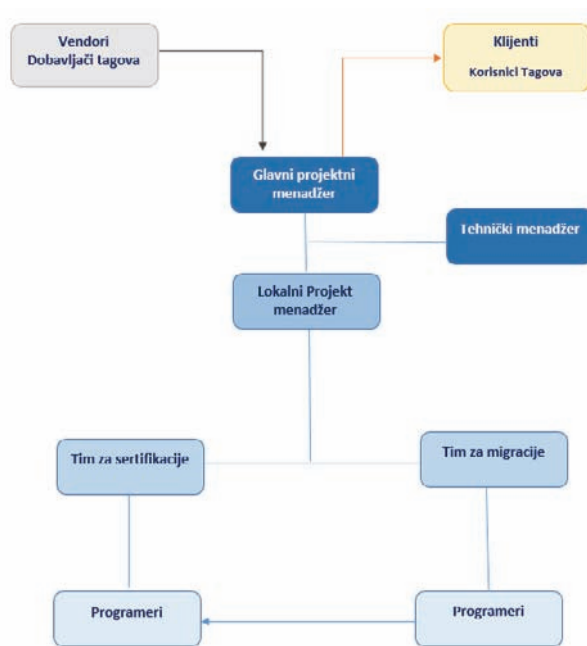 Vendori
Dobavljači tagova
Klijenti
Korisnici Tagova
Glavni projektni
menadžer
Tehnički menadžer
Lokalni Projekt
menadžer
Tim za sertifikacije
Tim za migracije
Programeri
Programeri